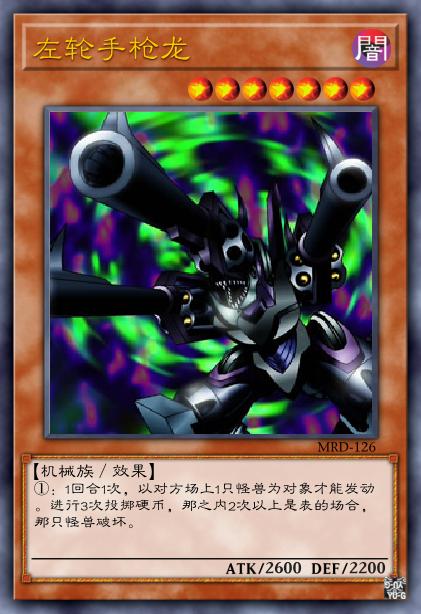 左轮手枪龙
闇
MRD-126
【机械族／效果】
①：1回合1次，以对方场上1只怪兽为对象才能发动
。进行3次投掷硬币，那之内2次以上是表的场合，
那只怪兽破坏。
ATK/2600 DEF/2200